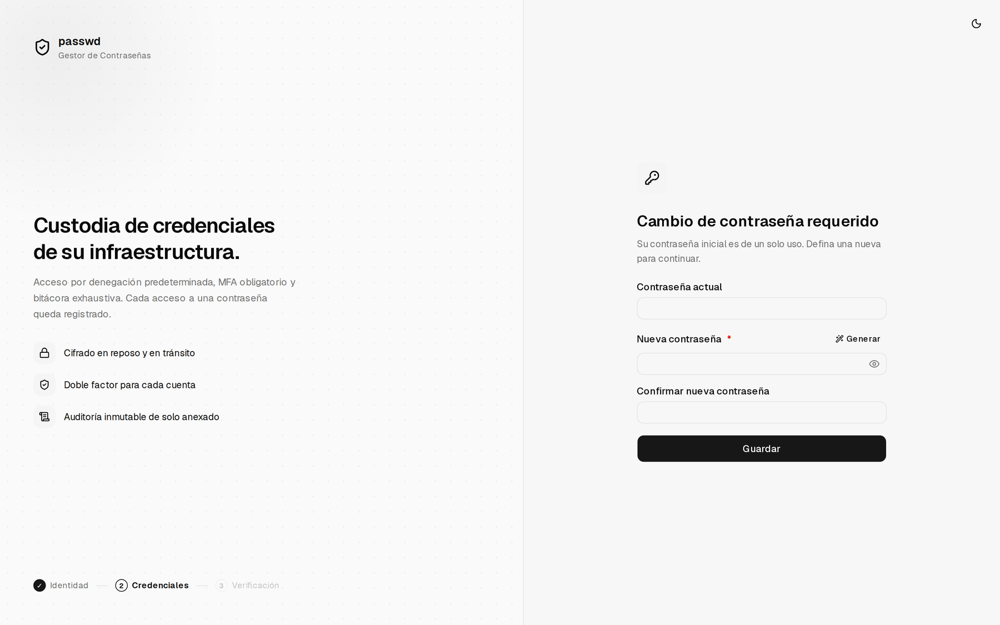 passwd
Gestor de Contraseñas
Custodia de credenciales
de su infraestructura.
Acceso por denegación predeterminada, MFA obligatorio y
bitácora exhaustiva. Cada acceso a una contraseña
queda registrado.
Cifrado en reposo y en tránsito
Doble factor para cada cuenta
Auditoría inmutable de solo anexado
✓ Identidad 2 Credenciales 3 Verificación
Cambio de contraseña requerido
Su contraseña inicial es de un solo uso. Defina una nueva
para continuar.
Contraseña actual
Nueva contraseña * Generar
Confirmar nueva contraseña
Guardar